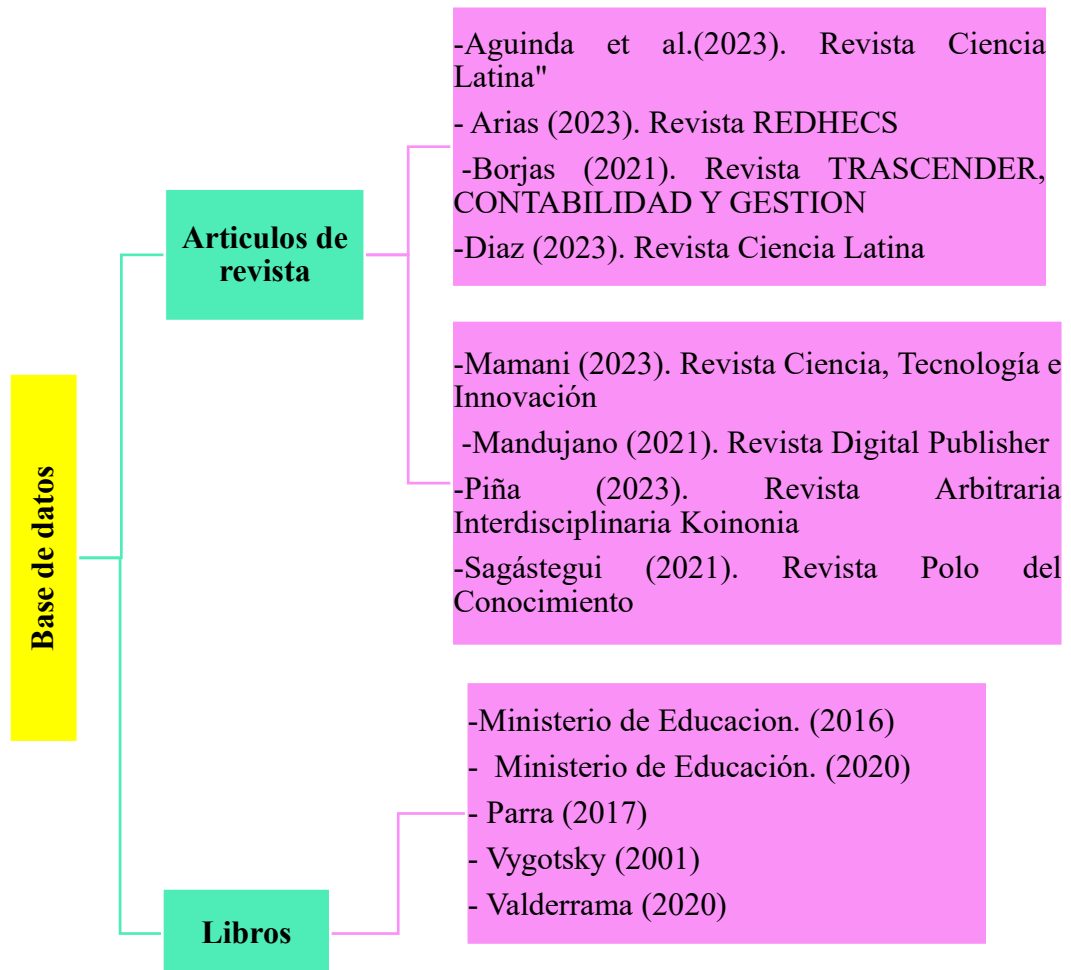 Base de datos
Articulos de
revista
-Aguinda et al.(2023). Revista Ciencia
Latina"
- Arias (2023). Revista REDHECS
-Borjas (2021). Revista TRASCENDER,
CONTABILIDAD Y GESTION
-Diaz (2023). Revista Ciencia Latina
-Mamani (2023). Revista Ciencia, Tecnología e
Innovación
-Mandujano (2021). Revista Digital Publisher
-Piña (2023). Revista Arbitraria
Interdisciplinaria Koinonia
-Sagástegui (2021). Revista Polo del
Conocimiento
Libros
-Ministerio de Educacion. (2016)
- Ministerio de Educación. (2020)
- Parra (2017)
- Vygotsky (2001)
- Valderrama (2020)